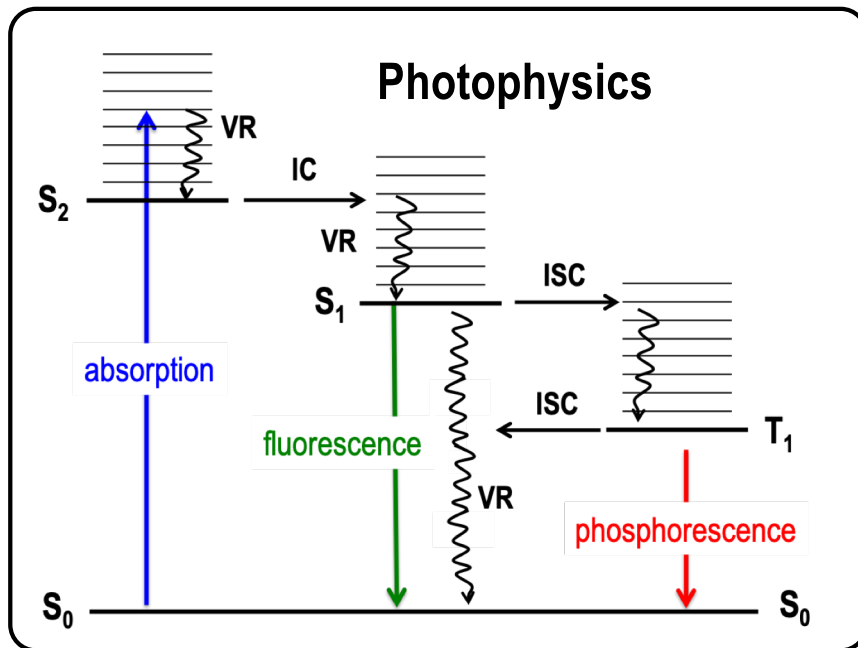 Photophysics
VR
IC
S₂
VR
ISC
S₁
absorption
ISC
T₁
fluorescence
VR
phosphorescence
S₀
S₀